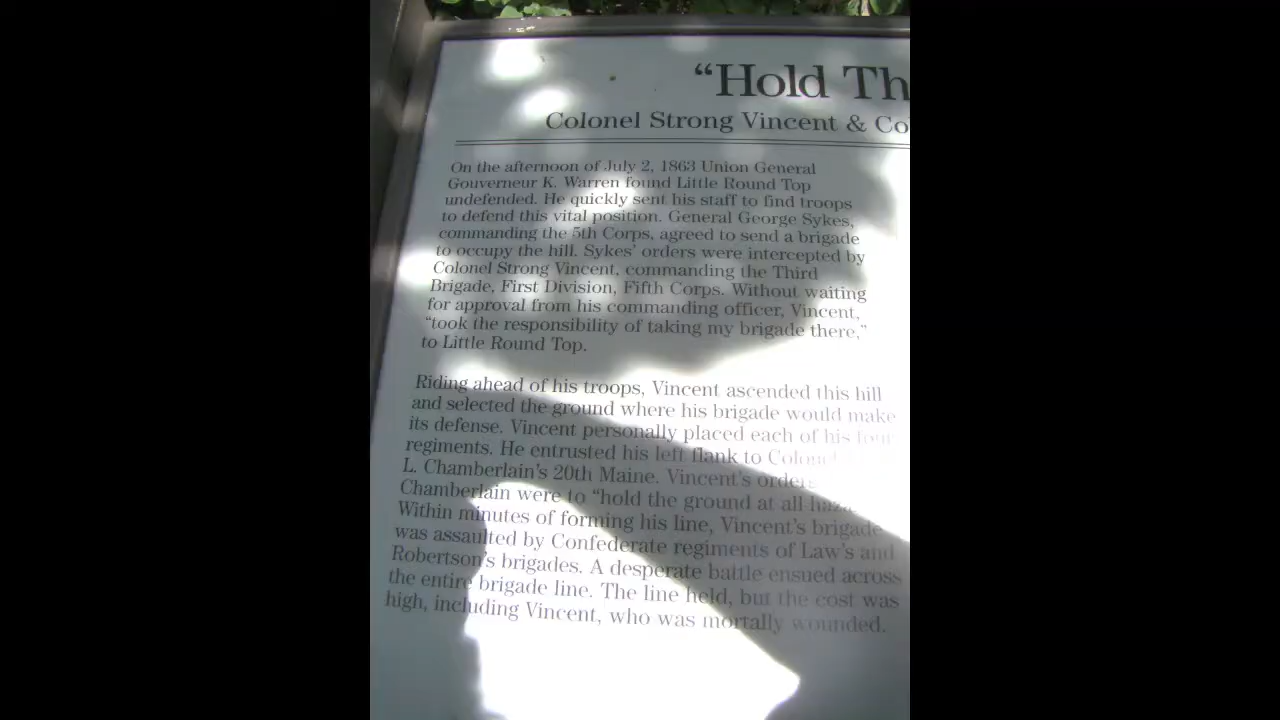 “Hold Th
Colonel Strong Vincent & Co
On the afternoon of July 2, 1863 Union General
Gouverneur K. Warren found Little Round Top
undefended. He quickly sent his staff to find troops
to defend this vital position. General George Sykes,
commanding the 5th Corps, agreed to send a brigade
to occupy the hill. Sykes’ orders were intercepted by
Colonel Strong Vincent, commanding the Third
Brigade, First Division, Fifth Corps. Without waiting
for approval from his commanding officer, Vincent,
“took the responsibility of taking my brigade there,”
to Little Round Top.
Riding ahead of his troops, Vincent ascended this hill
and selected the ground where his brigade would make
its defense. Vincent personally placed each of his four
regiments. He entrusted his left flank to Colonel
L. Chamberlain’s 20th Maine. Vincent’s orders
Chamberlain were to “hold the ground at all
Within minutes of forming his line, Vincent’s brigade
was assaulted by Confederate regiments of Law’s and
Robertson’s brigades. A desperate battle ensued across
the entire brigade line. The line held, but the cost was
high, including Vincent, who was mortally wounded.